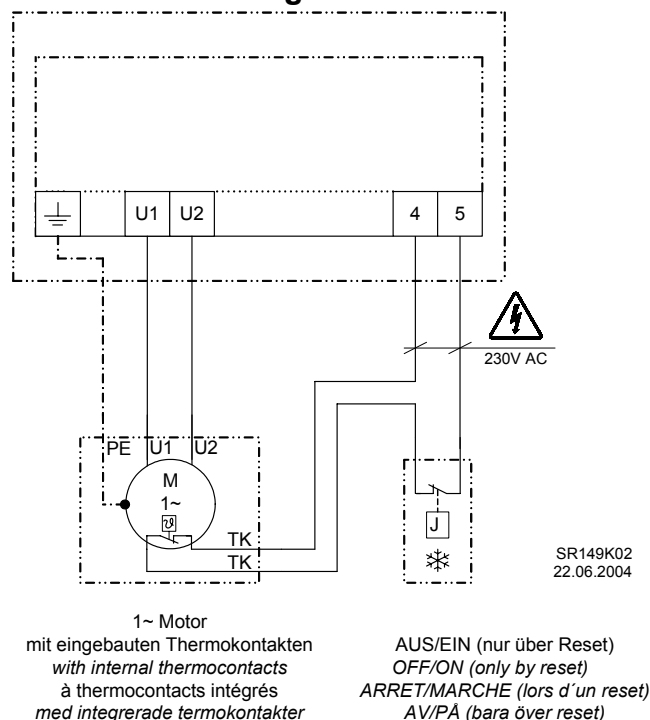 U1 U2 4 5
230V AC
PE U1 U2
M
1~
ϑ
TK
TK
J
SR149K02
22.06.2004
1~ Motor
mit eingebauten Thermokontakten
with internal thermocontacts
à thermocontacts intégrés
med integrerade termokontakter
AUS/EIN (nur über Reset)
OFF/ON (only by reset)
ARRET/MARCHE (lors d´un reset)
AV/PÅ (bara över reset)